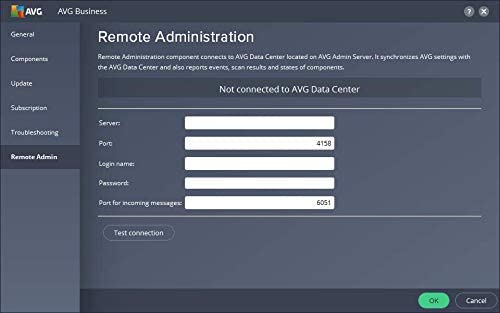 AVG AVG Business
General
Components
Update
Subscription
Troubleshooting
Remote Admin
Remote Administration
Remote Administration component connects to AVG Data Center located on AVG Admin Server. It synchronizes AVG settings with
the AVG Data Center and also reports events, scan results and states of components.
Not connected to AVG Data Center
Server:
Port: 4158
Login name:
Password:
Port for incoming messages: 6051
Test connection
OK Cancel